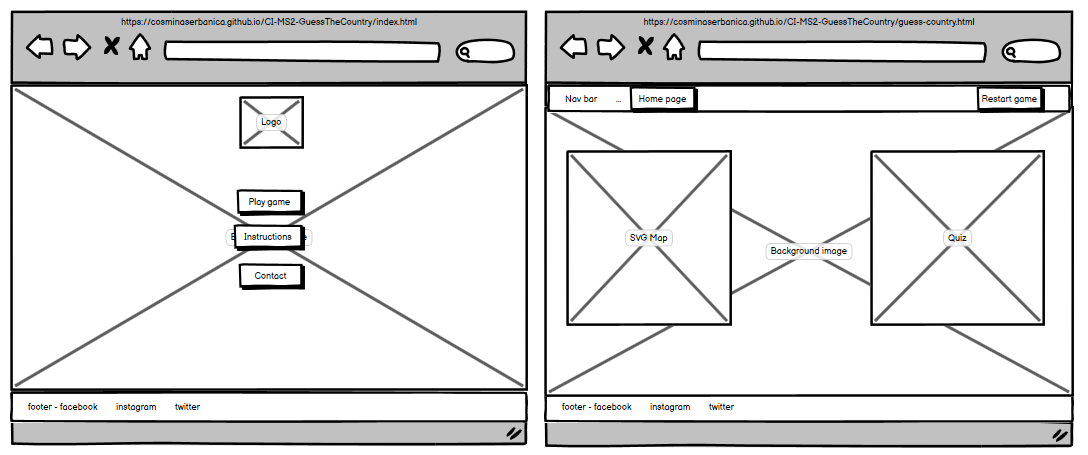 https://cosminaserbanica.github.io/CI-MS2-GuessTheCountry/index.html
Logo
Play game
Instructions
Contact
footer - facebook instagram twitter
https://cosminaserbanica.github.io/CI-MS2-GuessTheCountry/guess-country.html
Nav bar ... Home page Restart game
SVG Map
Background image
Quiz
footer - facebook instagram twitter